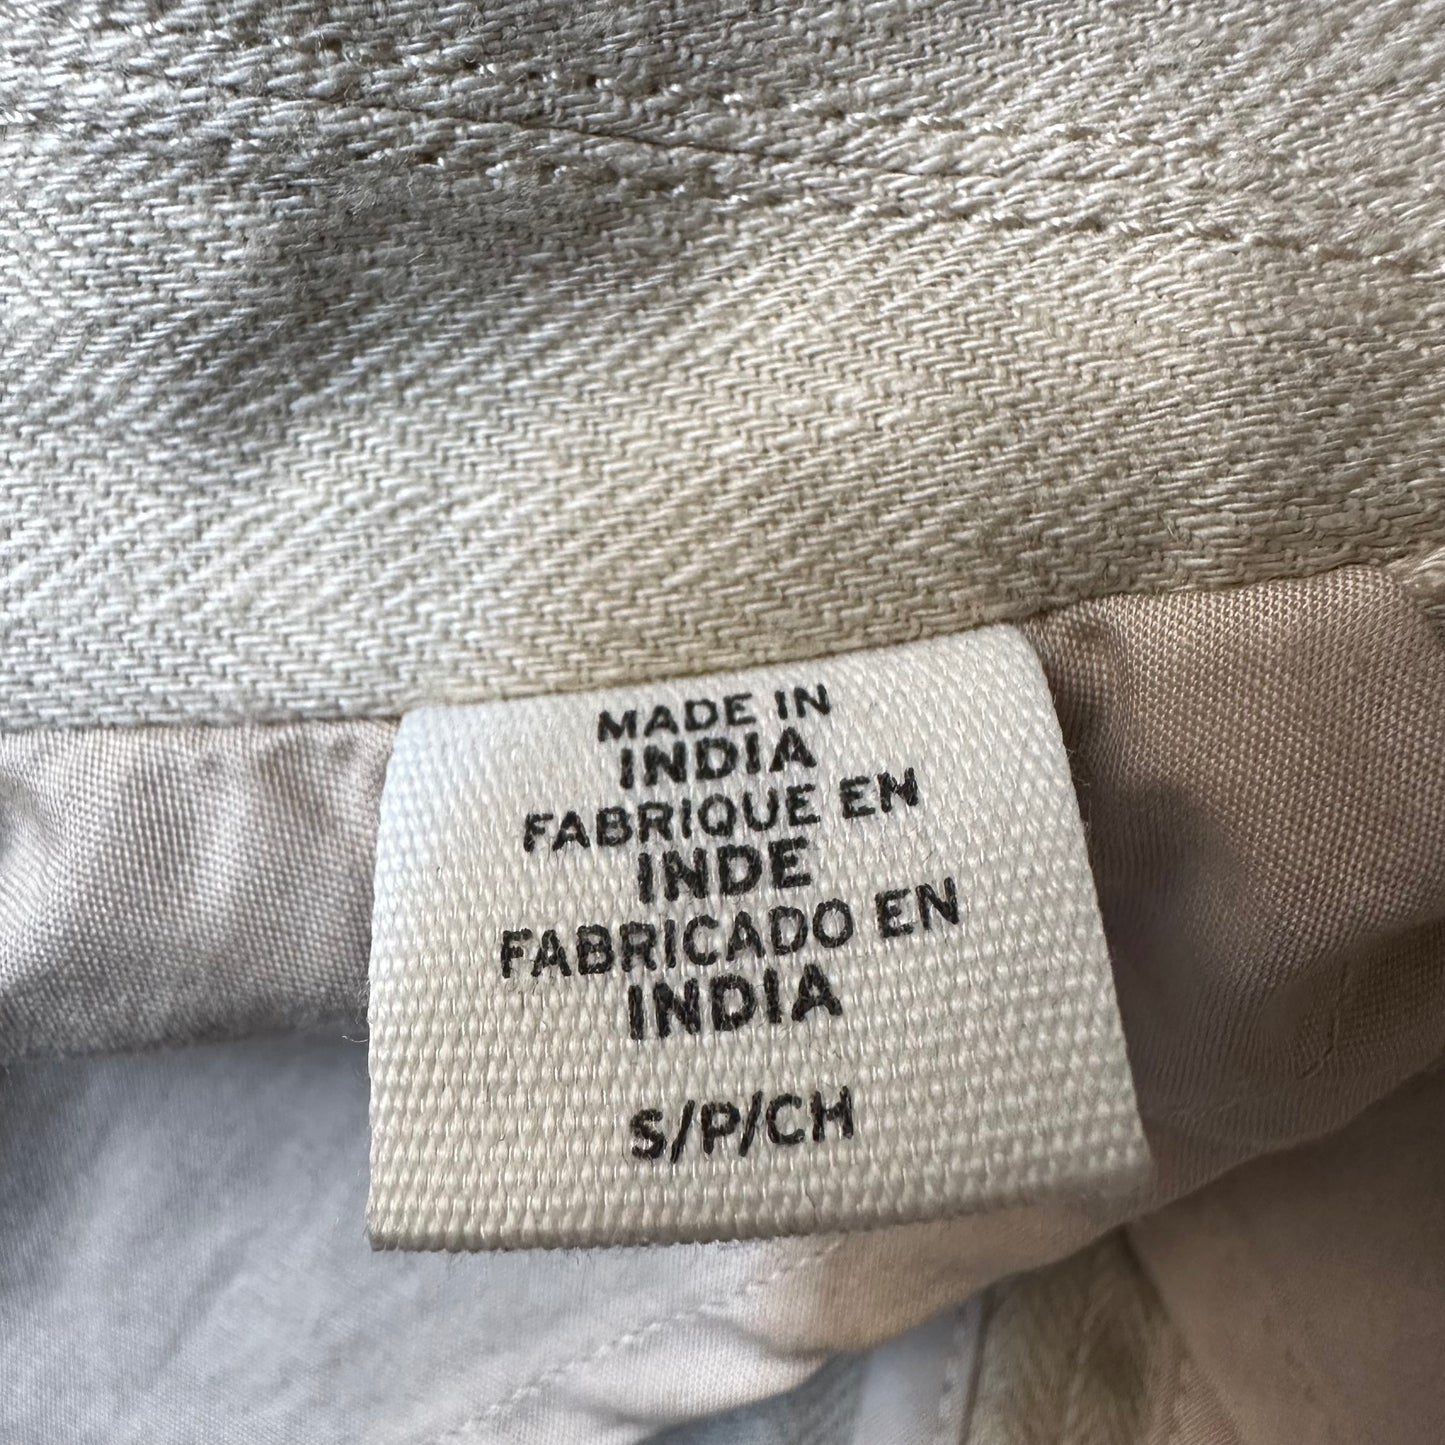 MADE IN
INDIA
FABRIQUE EN
INDE
FABRICADO EN
INDIA
S/P/CH